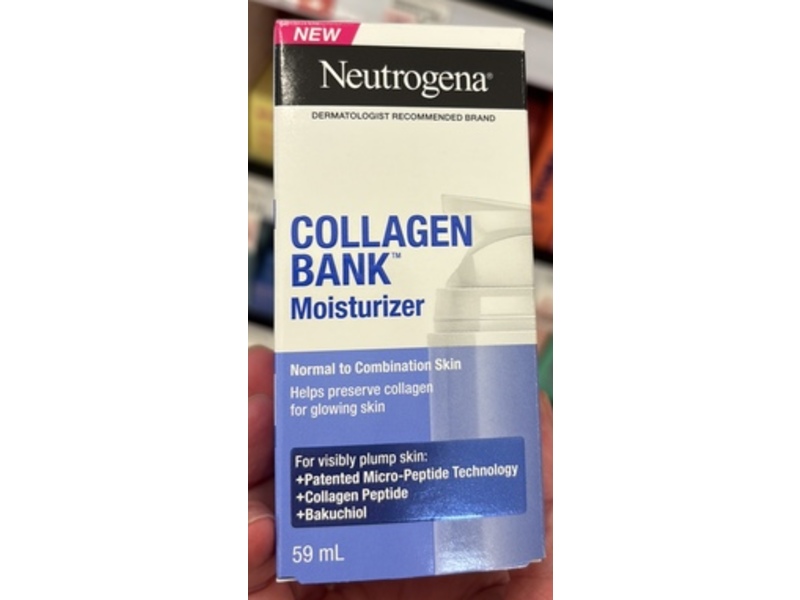 NEW
Neutrogena®
DERMATOLOGIST RECOMMENDED BRAND
COLLAGEN
BANK™
Moisturizer
Normal to Combination Skin
Helps preserve collagen
for glowing skin
For visibly plump skin:
+Patented Micro-Peptide Technology
+Collagen Peptide
+Bakuchiol
59 mL